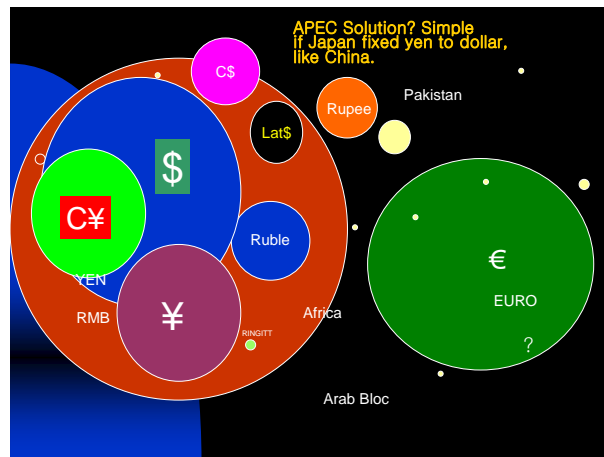 APEC Solution? Simple
if Japan fixed yen to dollar,
like China.
C$
Pakistan
Rupee
Lat$
$
C¥
Ruble
€
YEN
EURO
RMB
¥
Africa
RINGITT
?
Arab Bloc